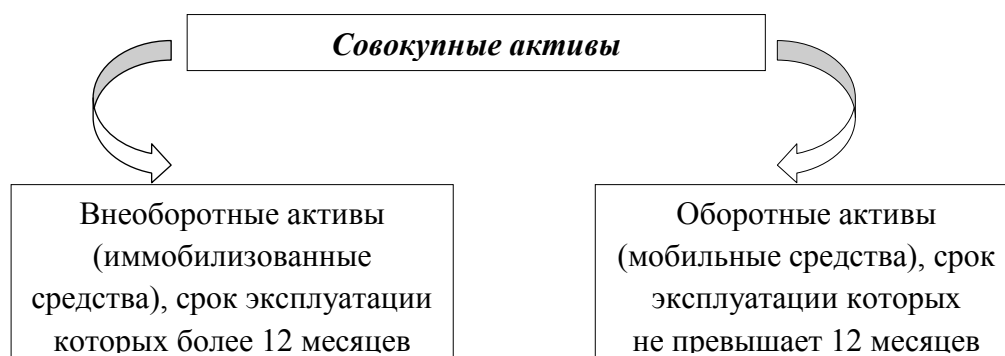 Совокупные активы
Внеоборотные активы
(иммобилизованные
средства), срок эксплуатации
которых более 12 месяцев
Оборотные активы
(мобильные средства), срок
эксплуатации которых
не превышает 12 месяцев